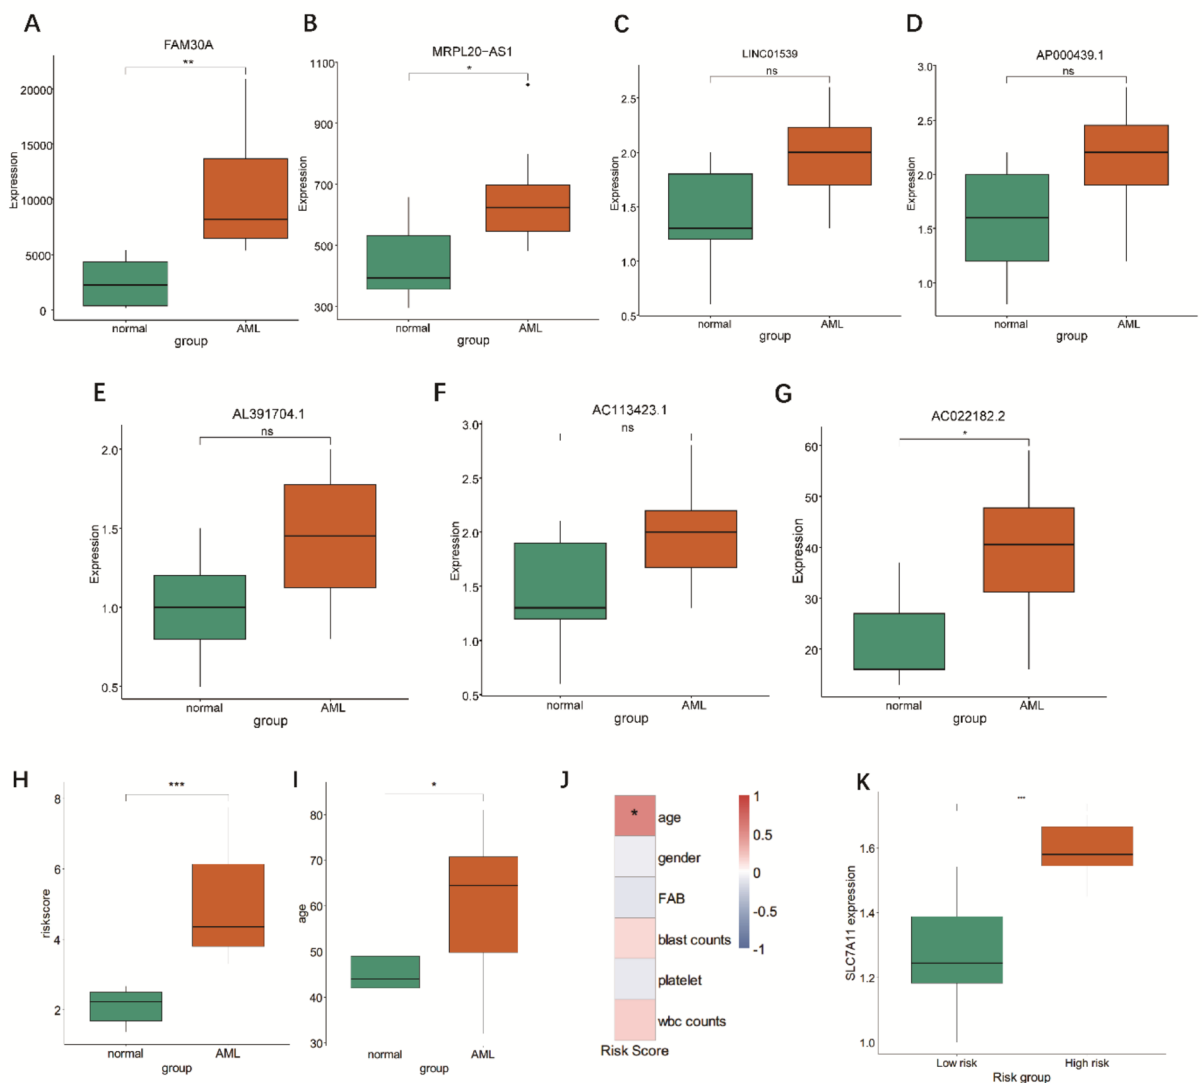 A
FAM30A
**
20000
15000
10000
5000
0
Expression
normal AML
group
B
MRPL20-AS1
*
1100
900
700
500
300
Expression
normal AML
group
C
LINC01539
ns
2.5
2.0
1.5
1.0
0.5
Expression
normal AML
group
D
AP000439.1
ns
3.0
2.5
2.0
1.5
1.0
Expression
normal AML
group
E
AL391704.1
ns
2.0
1.5
1.0
0.5
Expression
normal AML
group
F
AC113423.1
ns
3.0
2.5
2.0
1.5
1.0
0.5
Expression
normal AML
group
G
AC022182.2
*
60
50
40
30
20
Expression
normal AML
group
H
***
8
6
4
2
riskscore
normal AML
group
I
*
80
70
60
50
40
30
age
normal AML
group
J
*
age
gender
FAB
blast counts
platelet
wbc counts
Risk Score
1
0.5
0
-0.5
-1
K
***
1.6
1.4
1.2
1.0
SLC7A11 expression
Low risk High risk
Risk group